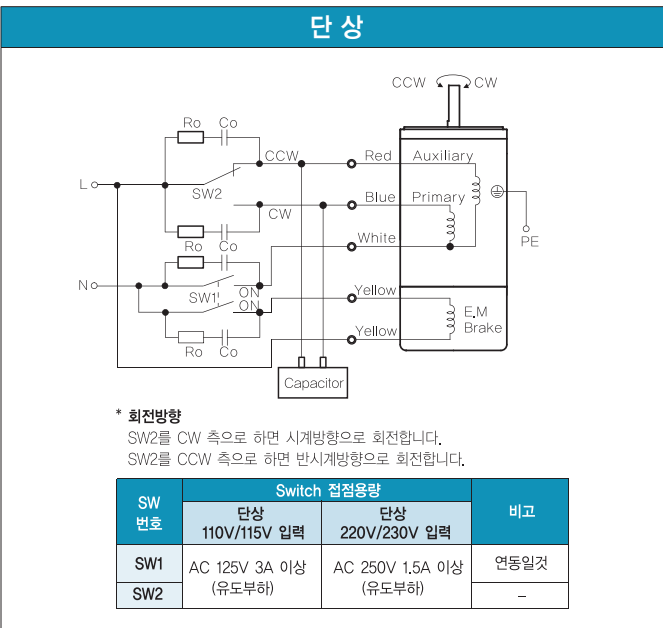 단 상
CCW CW
Ro Co
CCW Red Auxiliary
L SW2
Blue Primary
CW
White
Ro Co
PE
N SW1 ON
ON
Yellow
E.M
Brake
Yellow
Ro Co
Capacitor
* 회전방향
SW2를 CW 측으로 하면 시계방향으로 회전합니다.
SW2를 CCW 측으로 하면 반시계방향으로 회전합니다.
SW
번호
Switch 접점용량
비고
단상
110V/115V 입력
단상
220V/230V 입력
SW1
AC 125V 3A 이상
(유도부하)
AC 250V 1.5A 이상
(유도부하)
연동일것
SW2
–